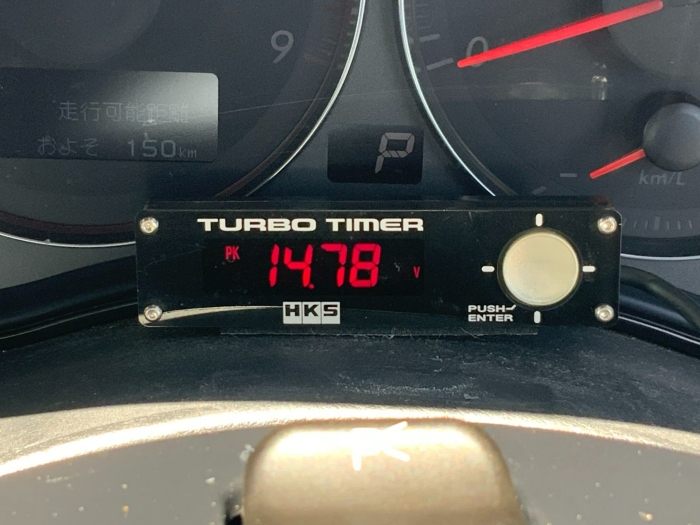 9
0
走行可能距離
およそ 150km
P
km/L
TURBO TIMER
PK 14.78 V
HKS
PUSH-
ENTER